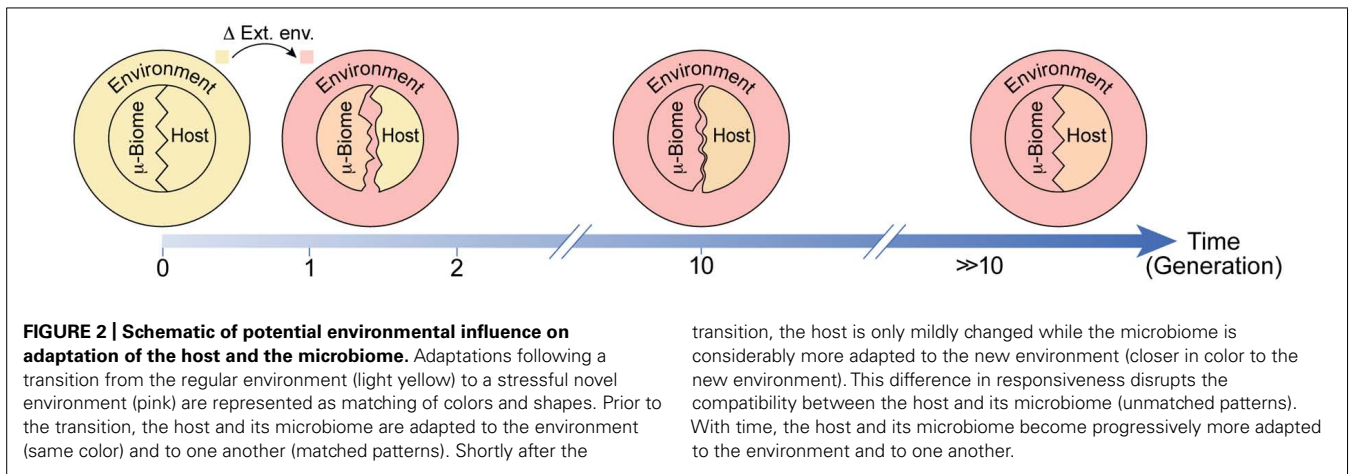 Δ Ext. env.
Environment
μ-Biome
Host
Environment
μ-Biome
Host
Environment
μ-Biome
Host
Environment
μ-Biome
Host
0
1
2
10
≫10
Time
(Generation)
FIGURE 2 | Schematic of potential environmental influence on
adaptation of the host and the microbiome. Adaptations following a
transition from the regular environment (light yellow) to a stressful novel
environment (pink) are represented as matching of colors and shapes. Prior to
the transition, the host and its microbiome are adapted to the environment
(same color) and to one another (matched patterns). Shortly after the
transition, the host is only mildly changed while the microbiome is
considerably more adapted to the new environment (closer in color to the
new environment). This difference in responsiveness disrupts the
compatibility between the host and its microbiome (unmatched patterns).
With time, the host and its microbiome become progressively more adapted
to the environment and to one another.